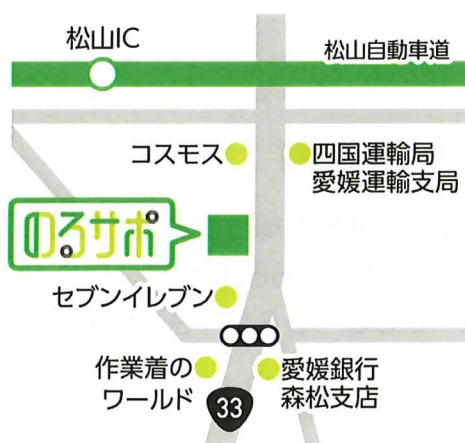 松山IC
松山自動車道
コスモス
四国運輸局
愛媛運輸支局
のるサポ
セブンイレブン
作業着の
ワールド
愛媛銀行
森松支店
33